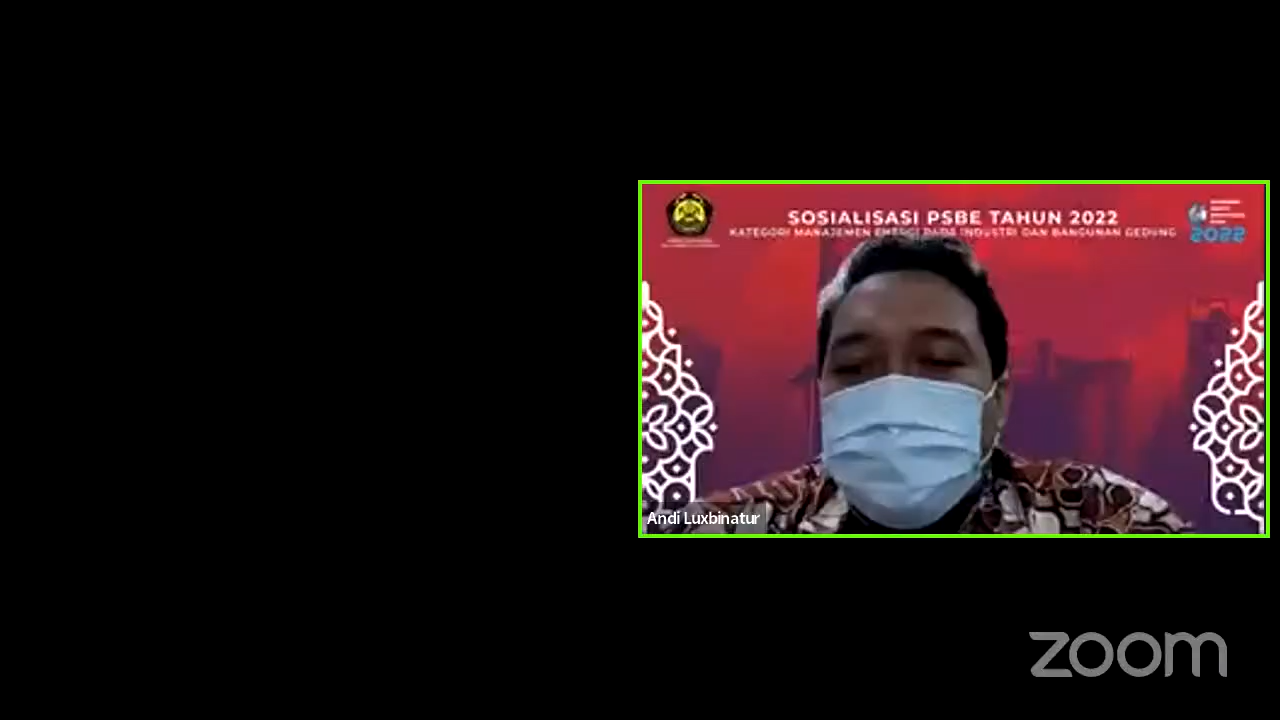 SOSIALISASI PSBE TAHUN 2022
KATEGORI MANAJEMEN ENERGI PADA INDUSTRI DAN BANGUNAN GEDUNG
2022
Andi Luxbinatur
zoom